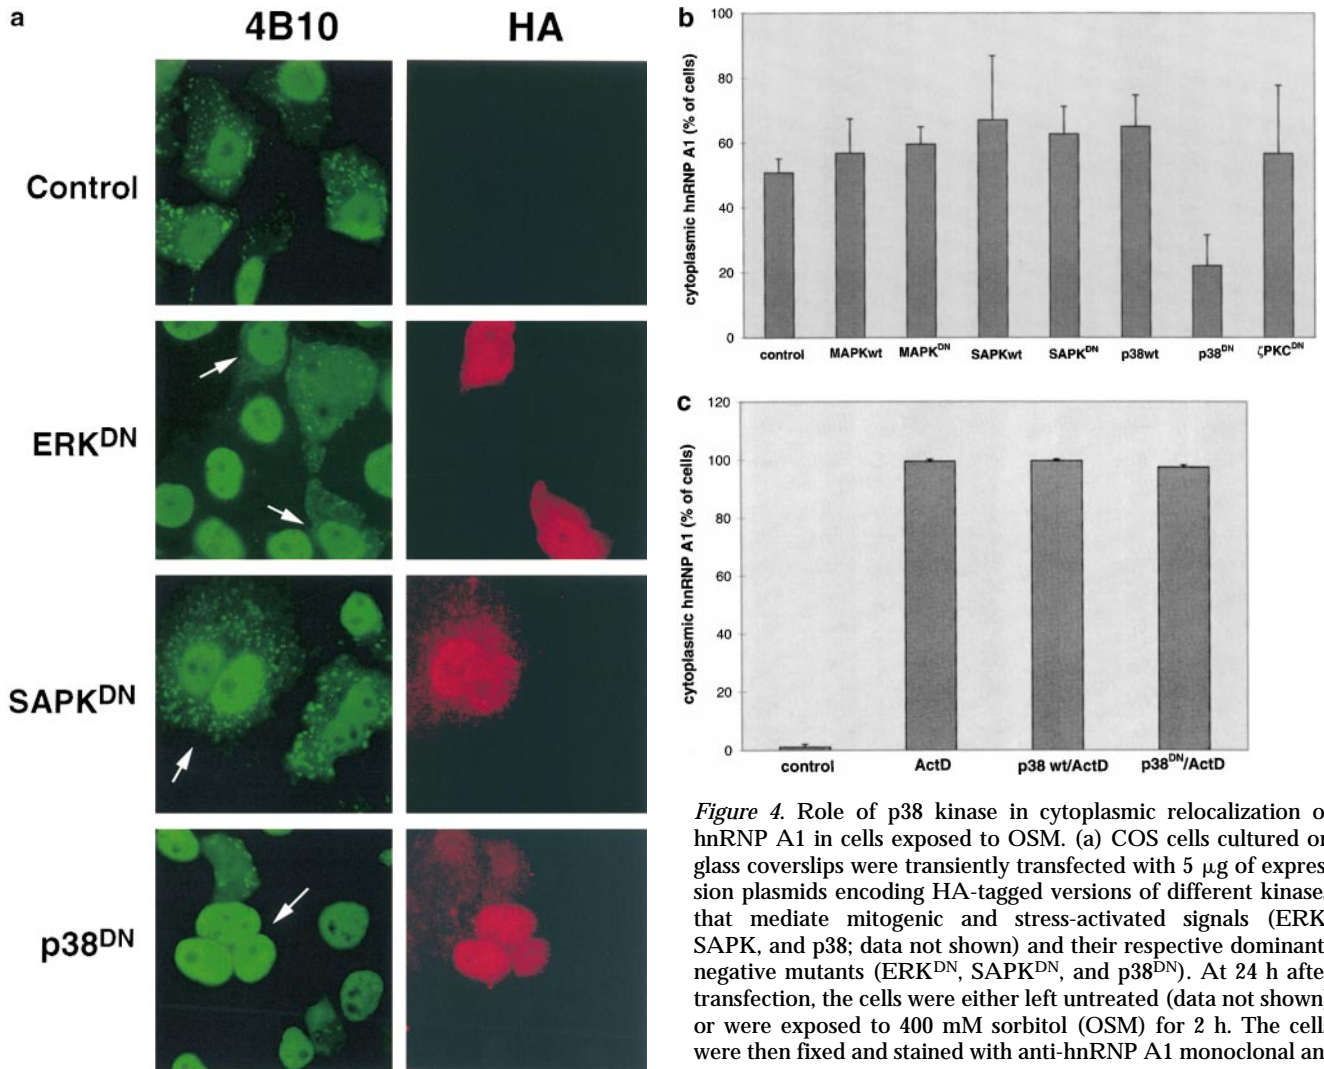 a
4B10 HA
Control
ERKDN
SAPKDN
p38DN
b
cytoplasmic hnRNP A1 (% of cells)
100
80
60
40
20
0
control MAPKwt MAPKDN SAPKwt SAPKDN p38wt p38DN ζPKCDN
c
cytoplasmic hnRNP A1 (% of cells)
120
100
80
60
40
20
0
control ActD p38 wt/ActD p38DN/ActD
Figure 4. Role of p38 kinase in cytoplasmic relocalization o
hnRNP A1 in cells exposed to OSM. (a) COS cells cultured on
glass coverslips were transiently transfected with 5 μg of expres
sion plasmids encoding HA-tagged versions of different kinase
that mediate mitogenic and stress-activated signals (ERK
SAPK, and p38; data not shown) and their respective dominant
negative mutants (ERKDN, SAPKDN, and p38DN). At 24 h afte
transfection, the cells were either left untreated (data not shown)
or were exposed to 400 mM sorbitol (OSM) for 2 h. The cell
were then fixed and stained with anti-hnRNP A1 monoclonal an